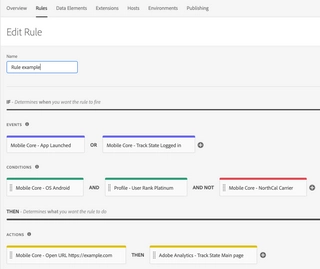 Overview Rules Data Elements Extensions Hosts Environments Publishing
Edit Rule
Name
Rule example
IF - Determines when you want the rule to fire
EVENTS
Mobile Core - App Launched OR Mobile Core - Track State Logged in
CONDITIONS
Mobile Core - OS Android AND Profile - User Rank Platinum AND NOT Mobile Core - NorthCal Carrier
THEN - Determines what you want the rule to do
ACTIONS
Mobile Core - Open URL https://example.com THEN Adobe Analytics - Track State Main page